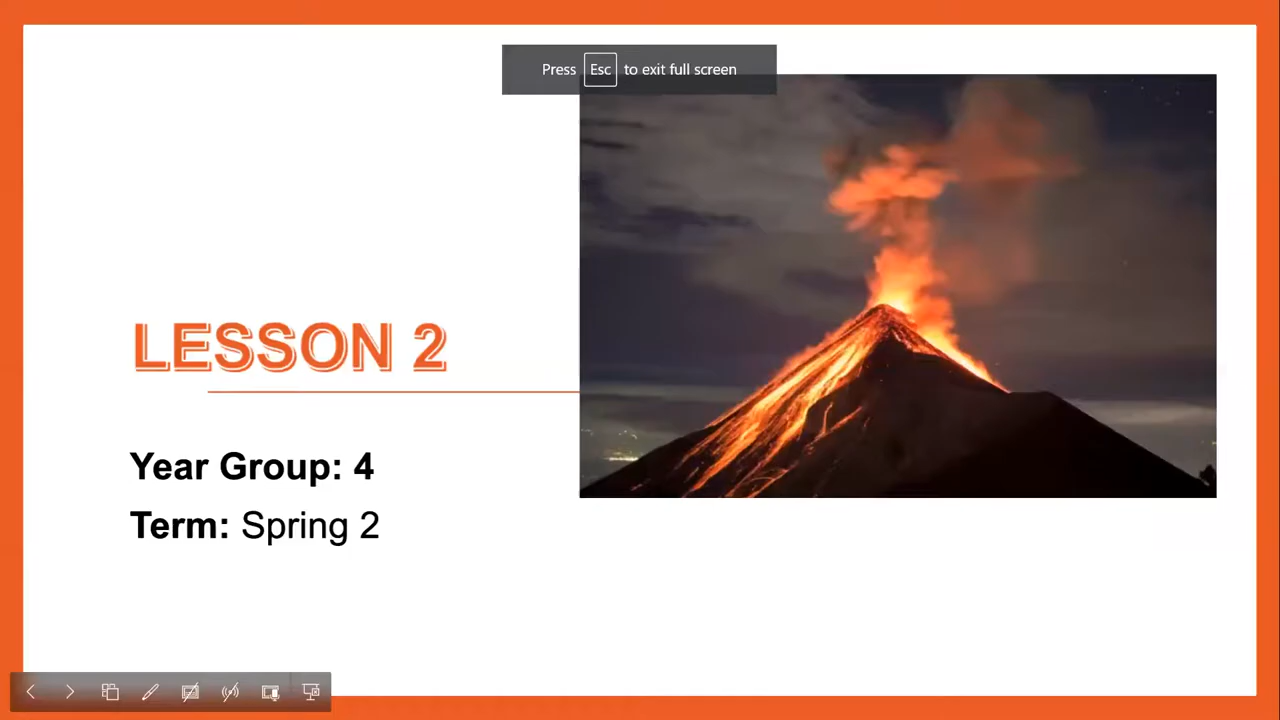 Press Esc to exit full screen
LESSON 2
Year Group: 4
Term: Spring 2